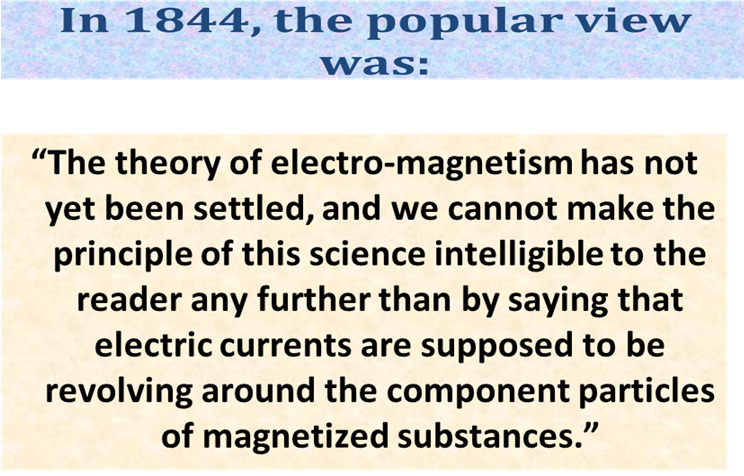 In 1844, the popular view
was:
“The theory of electro-magnetism has not
yet been settled, and we cannot make the
principle of this science intelligible to the
reader any further than by saying that
electric currents are supposed to be
revolving around the component particles
of magnetized substances.”